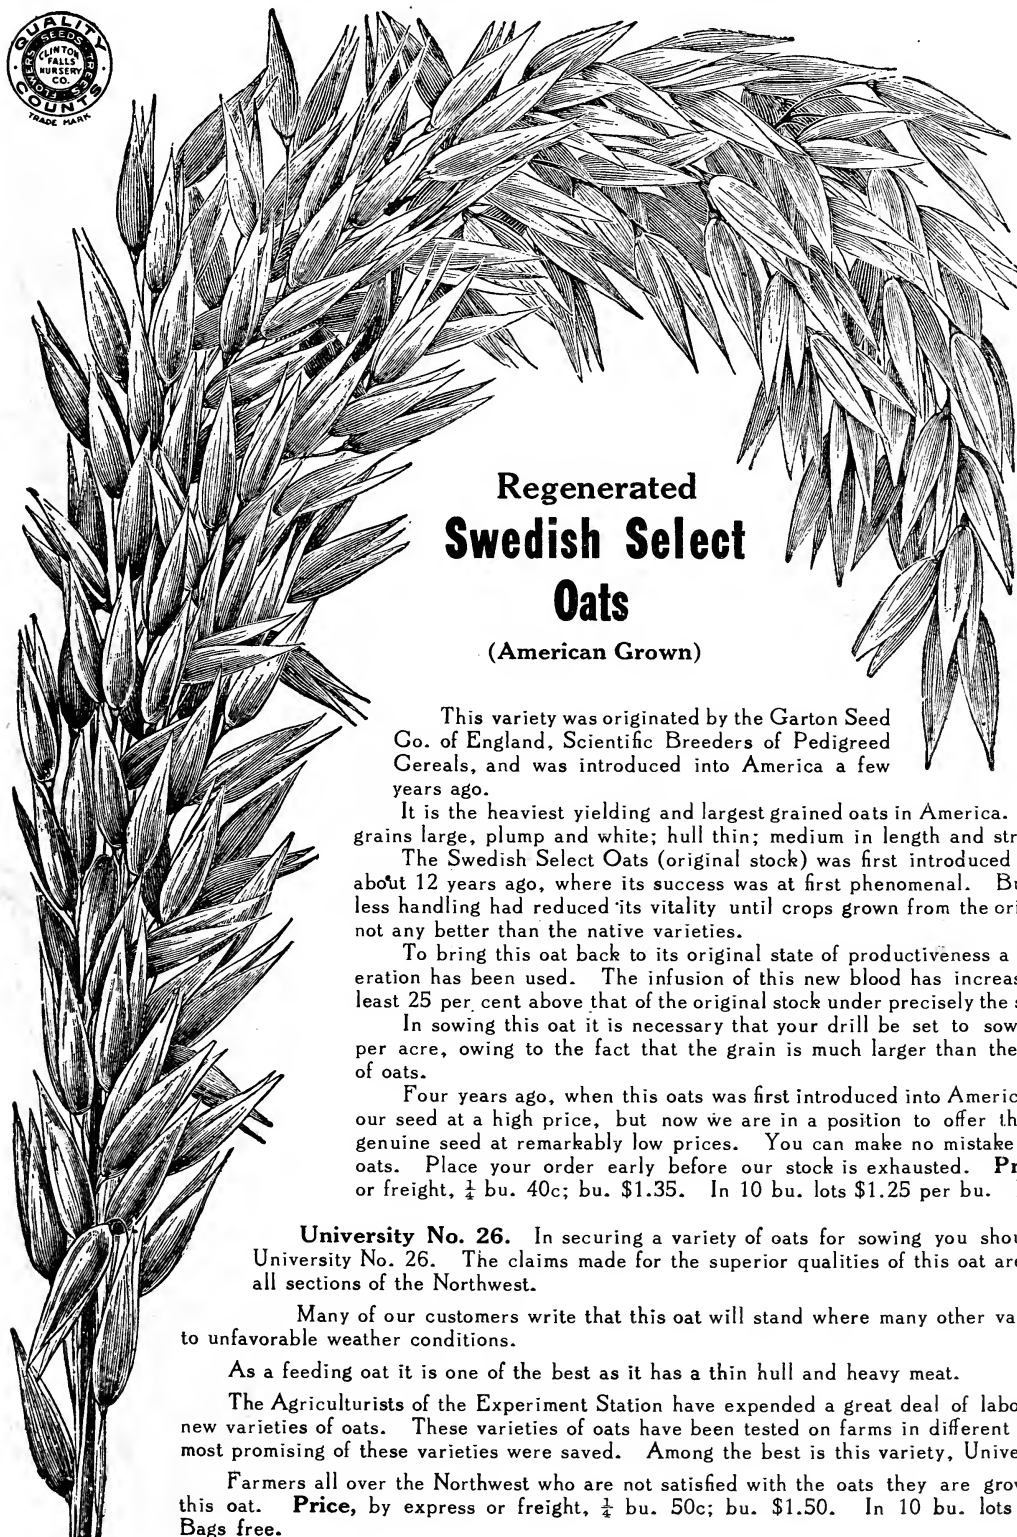 QUALITY
SEEDS TREES FLOWERS
CLINTON
FALLS
NURSERY
CO.
COUNTS
TRADE MARK
Regenerated
Swedish Select
Oats
(American Grown)
This variety was originated by the Garton Seed
Co. of England, Scientific Breeders of Pedigreed
Cereals, and was introduced into America a few
years ago.
It is the heaviest yielding and largest grained oats in America.
grains large, plump and white; hull thin; medium in length and str
The Swedish Select Oats (original stock) was first introduced
about 12 years ago, where its success was at first phenomenal. Bu
less handling had reduced its vitality until crops grown from the ori
not any better than the native varieties.
To bring this oat back to its original state of productiveness a
eration has been used. The infusion of this new blood has increas
least 25 per cent above that of the original stock under precisely the s
In sowing this oat it is necessary that your drill be set to sow
per acre, owing to the fact that the grain is much larger than the
of oats.
Four years ago, when this oats was first introduced into Americ
our seed at a high price, but now we are in a position to offer th
genuine seed at remarkably low prices. You can make no mistake
oats. Place your order early before our stock is exhausted. Pr
or freight, ¼ bu. 40c; bu. $1.35. In 10 bu. lots $1.25 per bu.
University No. 26. In securing a variety of oats for sowing you shou
University No. 26. The claims made for the superior qualities of this oat are
all sections of the Northwest.
Many of our customers write that this oat will stand where many other va
to unfavorable weather conditions.
As a feeding oat it is one of the best as it has a thin hull and heavy meat.
The Agriculturists of the Experiment Station have expended a great deal of labo
new varieties of oats. These varieties of oats have been tested on farms in different
most promising of these varieties were saved. Among the best is this variety, Unive
Farmers all over the Northwest who are not satisfied with the oats they are grov
this oat. Price, by express or freight, ¼ bu. 50c; bu. $1.50. In 10 bu. lots
Bags free.